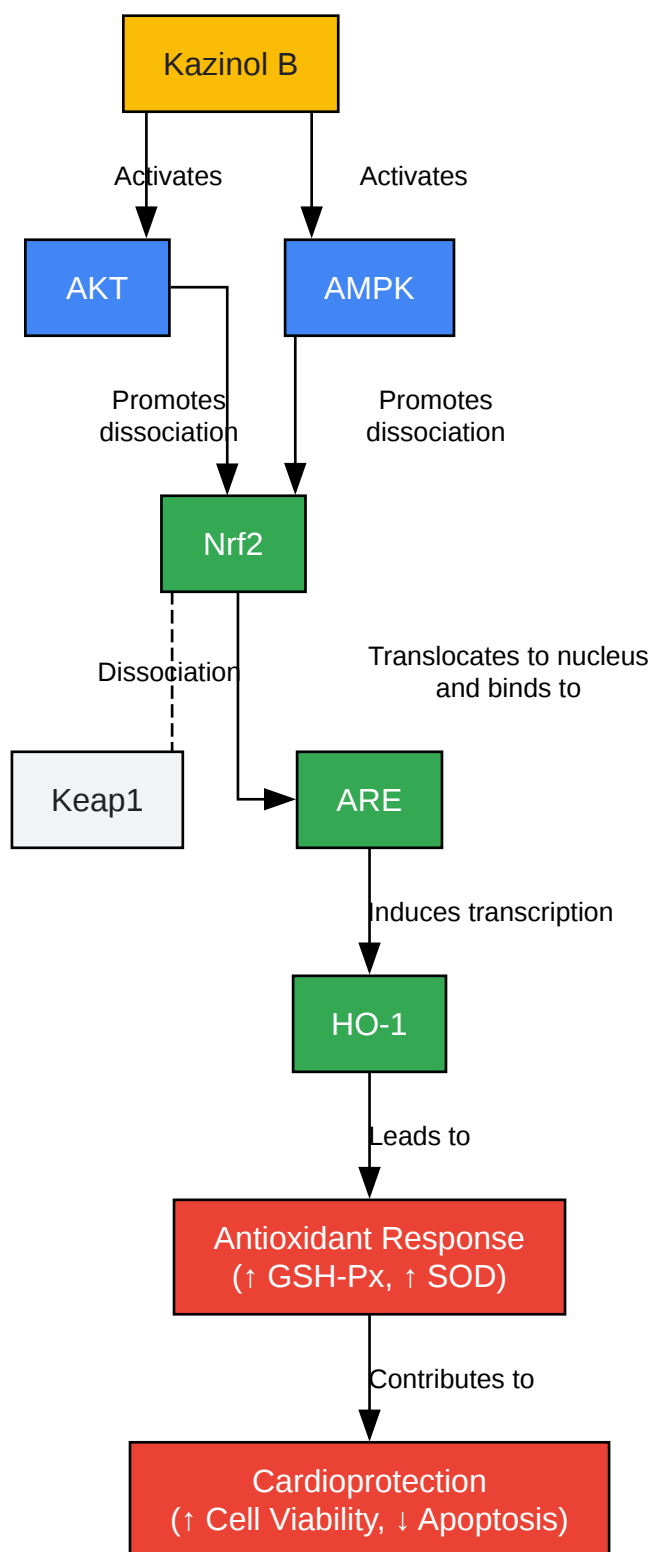 Kazinol B
Activates
Activates
AKT
AMPK
Promotes
dissociation
Promotes
dissociation
Nrf2
Dissociation
Translocates to nucleus
and binds to
Keap1
ARE
Induces transcription
HO-1
Leads to
Antioxidant Response
(↑ GSH-Px, ↑ SOD)
Contributes to
Cardioprotection
(↑ Cell Viability, ↓ Apoptosis)